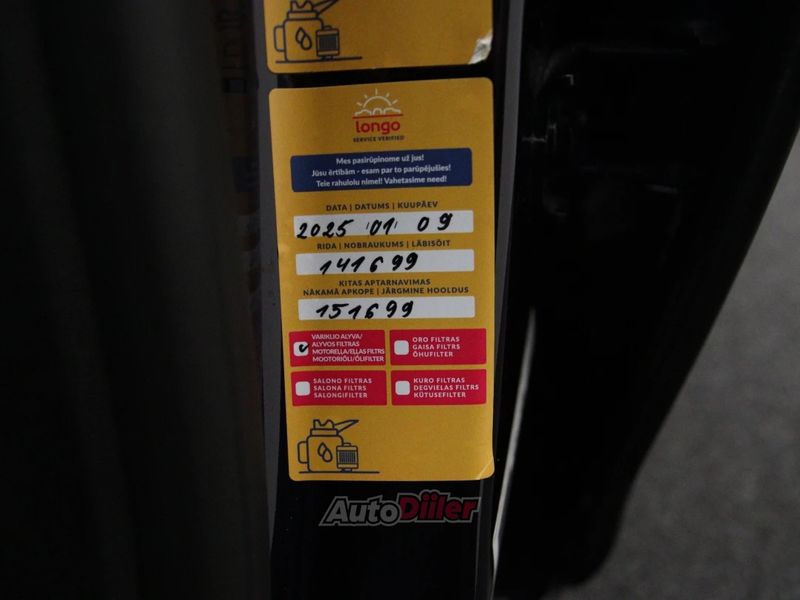 longo
SERVICE VERIFIED
Mes pasirūpinome už jus!
Jūsu ērtībām - esam par to parūpējušies!
Teie rahulolu nimel! Vahetasime need!
DATA | DATUMS | KUUPÄEV
2025 01 09
RIDA | NOBRAUKUMS | LÄBISÕIT
141699
KITAS APTARNAVIMAS
NĀKAMĀ APKOPE | JÄRGMINE HOOLDUS
151699
VARIKLIO ALYVA/
ALYVOS FILTRAS
MOTORELLA/ELLAS FILTRS
MOOTORIÕLI/ÕLIFILTER
ORO FILTRAS
GAISA FILTRS
ÕHUFILTER
SALONO FILTRAS
SALONA FILTRS
SALONGIFILTER
KURO FILTRAS
DEGVIELAS FILTRS
KÜTUSEFILTER
AutoDiiler